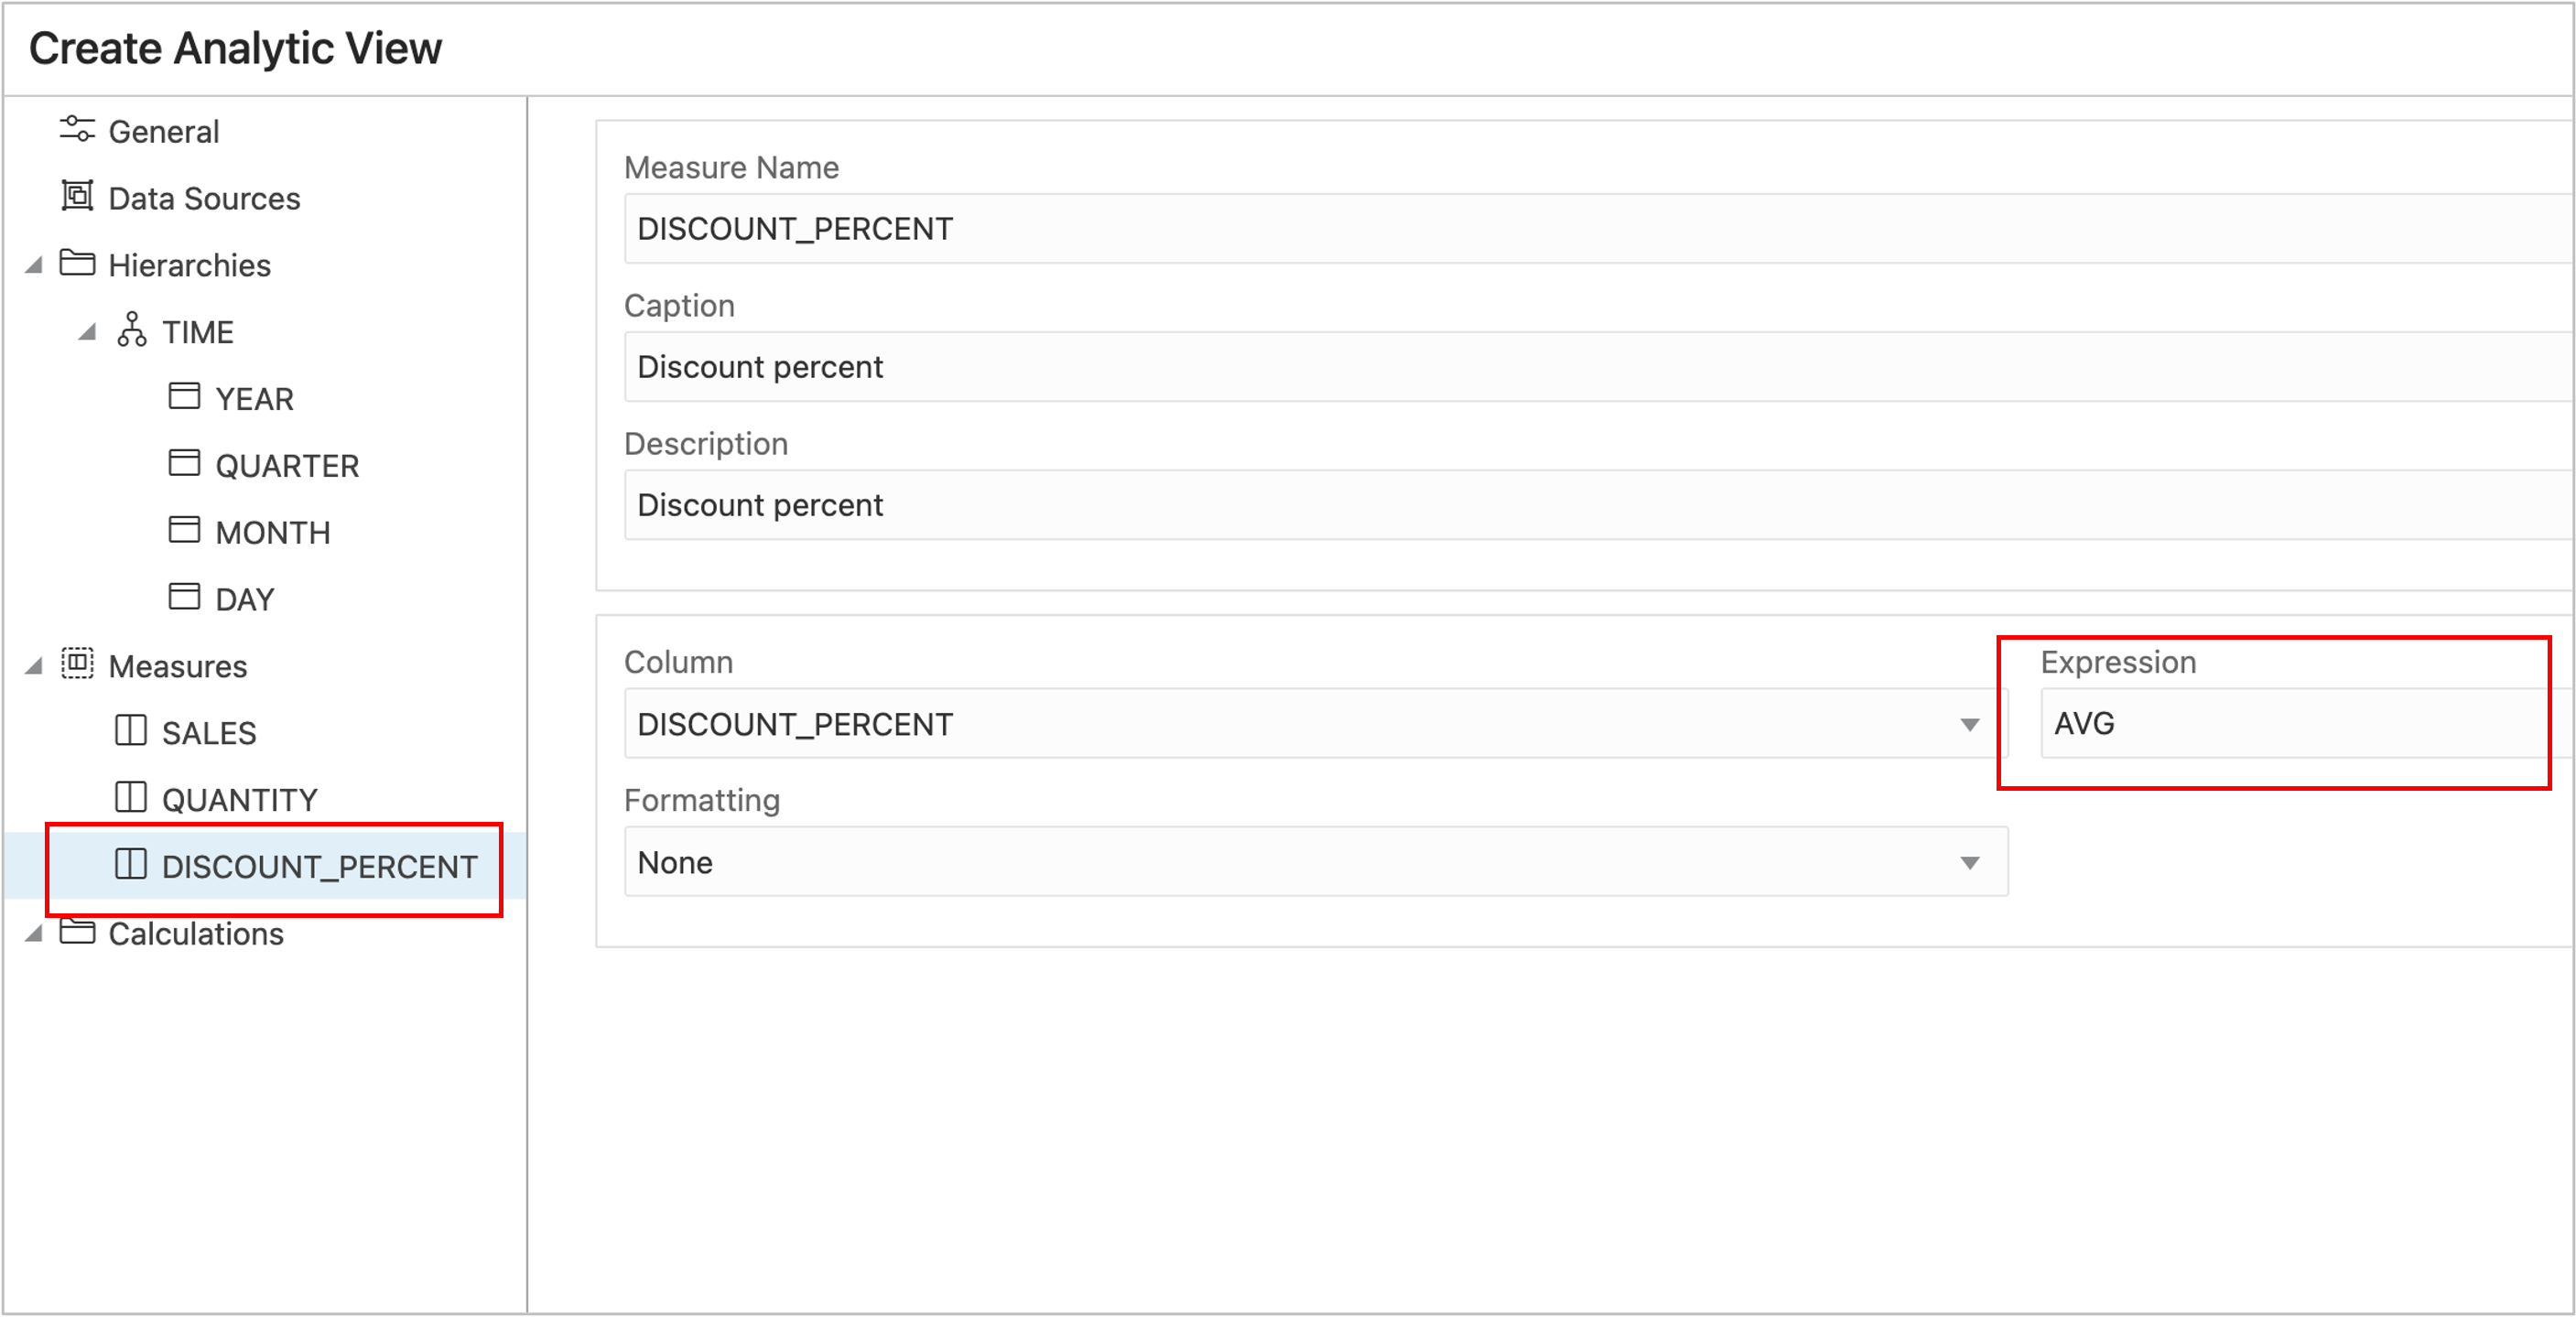 Create Analytic View
General
Data Sources
Hierarchies
TIME
YEAR
QUARTER
MONTH
DAY
Measures
SALES
QUANTITY
DISCOUNT_PERCENT
Calculations
Measure Name
DISCOUNT_PERCENT
Caption
Discount percent
Description
Discount percent
Column
DISCOUNT_PERCENT
Expression
AVG
Formatting
None